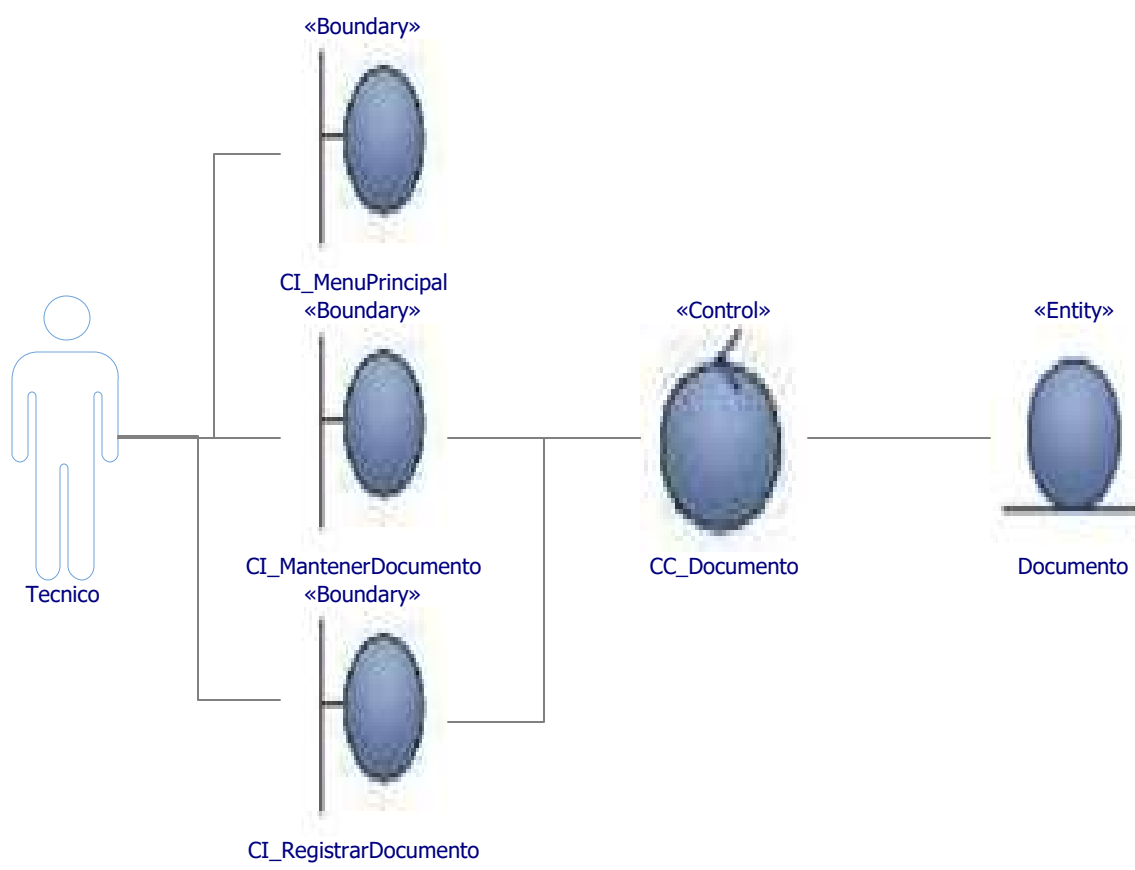 «Boundary»
CI_MenuPrincipal
«Boundary»
«Control»
«Entity»
CI_MantenerDocumento
CC_Documento
Documento
Tecnico
«Boundary»
CI_RegistrarDocumento